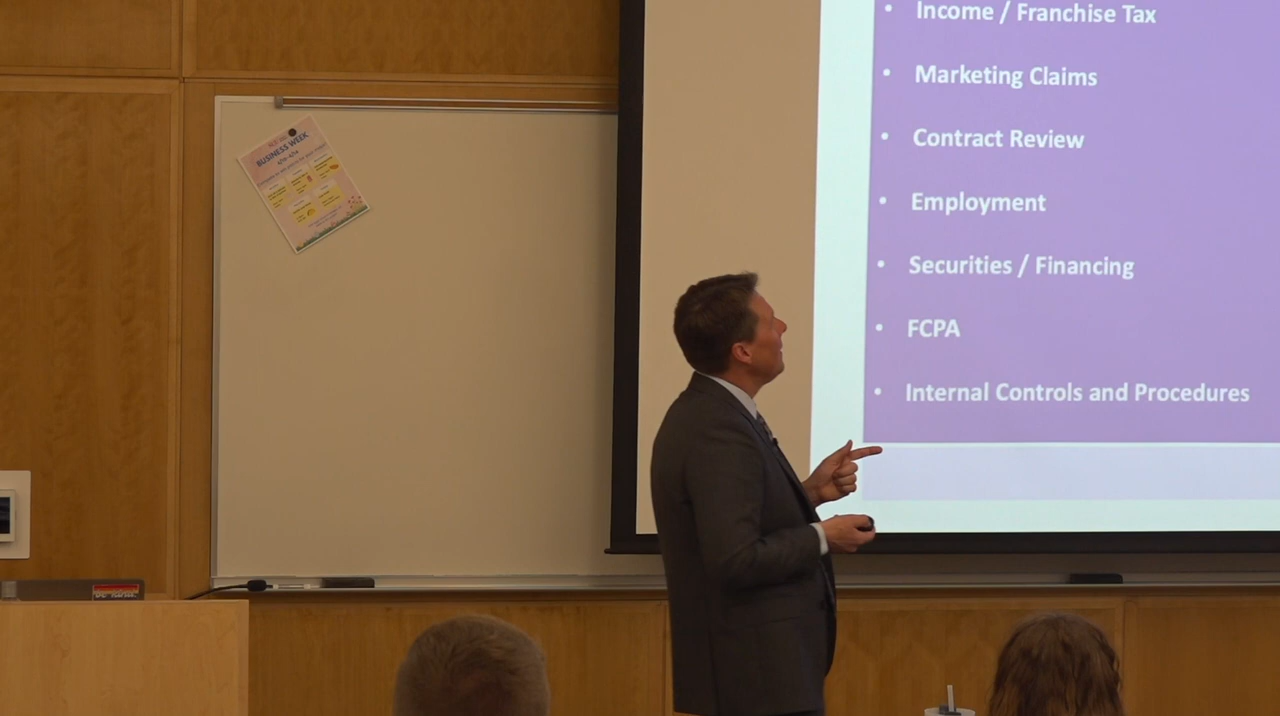 • Income / Franchise Tax
• Marketing Claims
• Contract Review
• Employment
• Securities / Financing
• FCPA
• Internal Controls and Procedures
BUSINESS WEEK